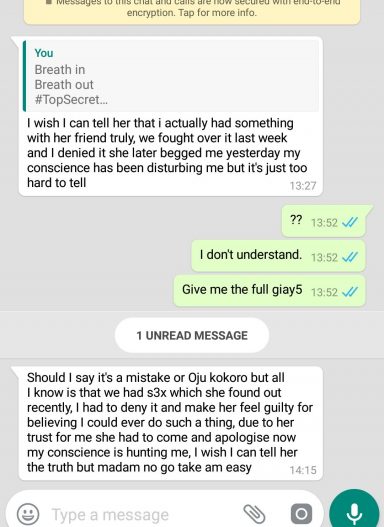 Messages to this chat and calls are now secured with end-to-end
encryption. Tap for more info.
You
Breath in
Breath out
#TopSecret...
I wish I can tell her that i actually had something
with her friend truly, we fought over it last week
and I denied it she later begged me yesterday my
conscience has been disturbing me but it's just too
hard to tell
13:27
?? 13:52
I don't understand. 13:52
Give me the full giay5 13:52
1 UNREAD MESSAGE
Should I say it's a mistake or Oju kokoro but all
I know is that we had s3x which she found out
recently, I had to deny it and make her feel guilty for
believing I could ever do such a thing, due to her
trust for me she had to come and apologise now
my conscience is hunting me, I wish I can tell her
the truth but madam no go take am easy
14:15
Type a message